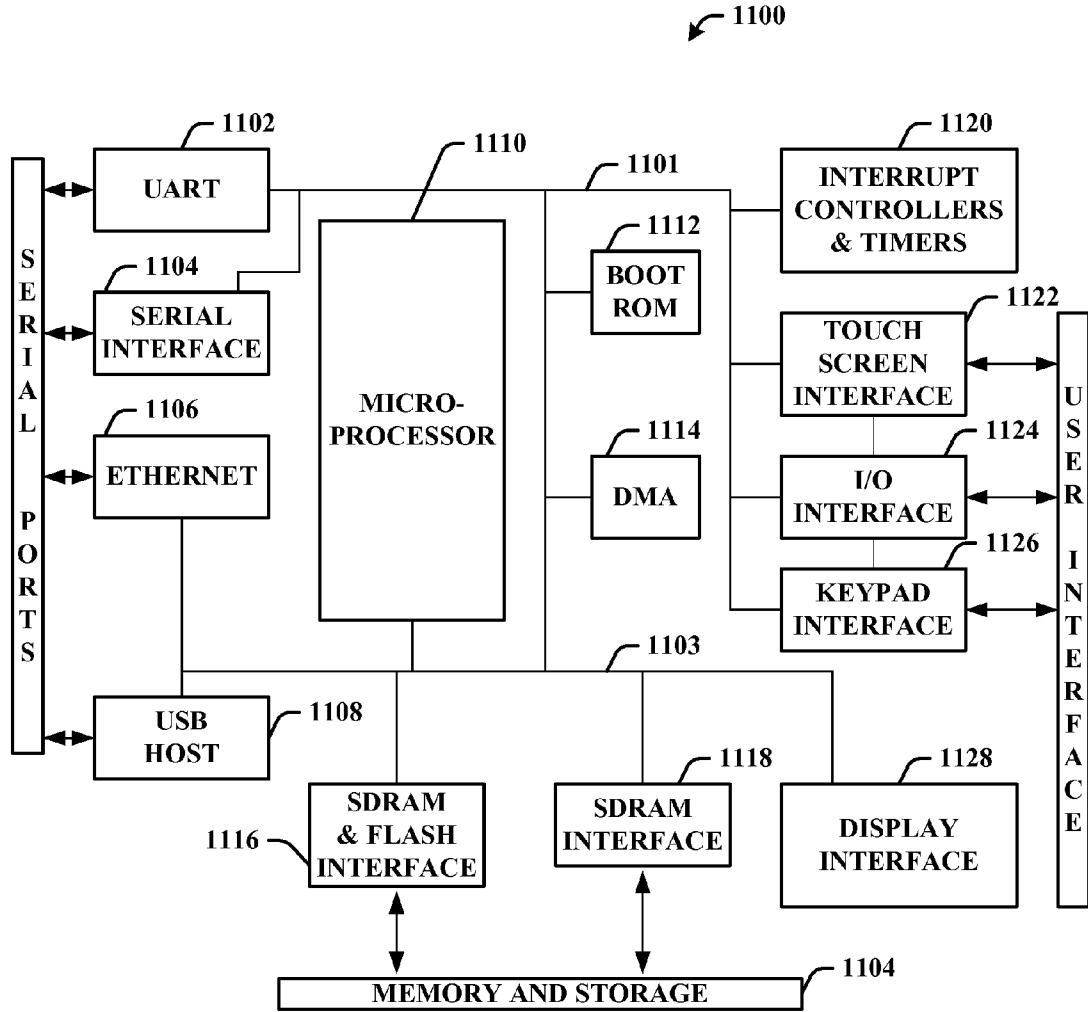 1100
1102
UART
1110
1101
1120
INTERRUPT
CONTROLLERS
& TIMERS
1112
BOOT
ROM
1104
SERIAL
INTERFACE
1122
TOUCH
SCREEN
INTERFACE
SERIAL PORTS
MICRO-
PROCESSOR
USER INTERFACE
1106
ETHERNET
1114
DMA
1124
I/O
INTERFACE
1126
KEYPAD
INTERFACE
1103
USB
HOST
1108
1116
SDRAM
& FLASH
INTERFACE
1118
SDRAM
INTERFACE
1128
DISPLAY
INTERFACE
1104
MEMORY AND STORAGE